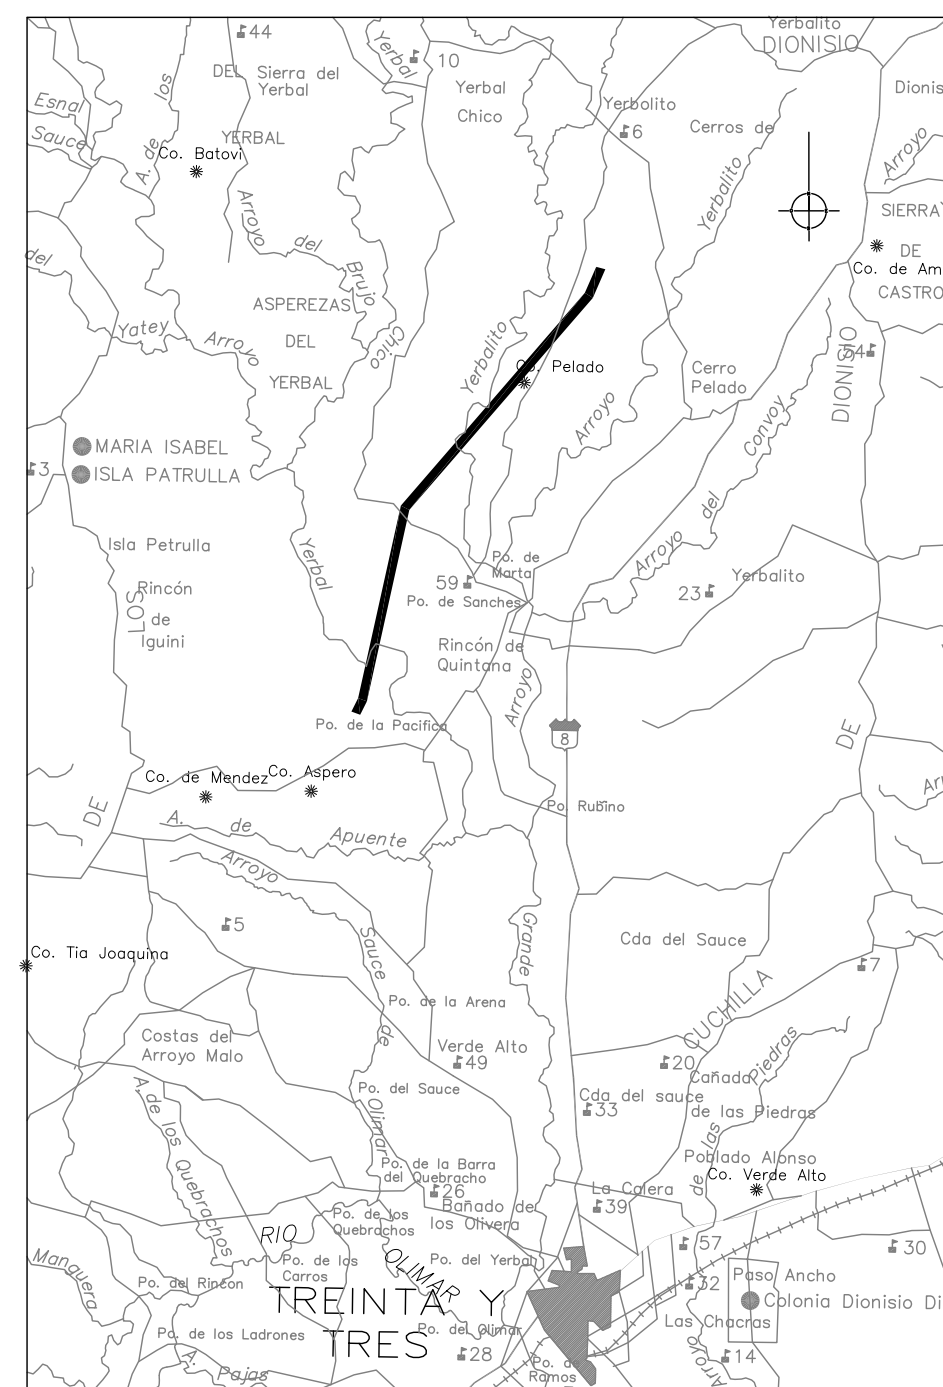 Yerbalito
DIONISIO
44
Yerbal
10
DEL
Sierra del
Yerbal
Yerbal
Chico
Dionis
Esnal
A. de los
Yerbolito
6
Cerros de
Sauce
YERBAL
Co. Batovi
Arroyo
Yerbalito
SIERRA
Arroyo del Brujo
del
DE
Co. de Am
CASTRO
ASPEREZAS
DEL
YERBAL
Chico
Yatey
Arroyo
Yerbalito
54
DIONISIO
Co. Pelado
Cerro
Pelado
Arroyo
MARIA ISABEL
ISLA PATRULLA
3
Arroyo del Convoy
Isla Petrulla
Yerbal
Po. de
Marta
59
Po. de Sanches
23
Yerbalito
LOS
Rincón
de
Iguini
Rincón de
Quintana
Arroyo
Po. de la Pacifica
8
DE
Co. de Mendez
Co. Aspero
Arr
DE
Po. Rubino
A. de Apuente
Arroyo
Sauce
de
Olimar
5
Grande
Cda del Sauce
Co. Tia Joaquina
7
Po. de la Arena
CUCHILLA
Costas del
Arroyo Malo
Verde Alto
49
20
Piedras
Cañada
Po. del Sauce
Cda del sauce
33
de las Piedras
A. de los Quebrachos
de las
Poblado Alonso
Po. de la Barra
del Quebracho
Co. Verde Alto
26
La Calera
39
Bañado de
los Olivera
Po. de los
Quebrachos
RIO
OLIMAR
57
30
Manguera
Po. de los
Carros
Po. del Yerbal
Po. del Rincon
32
Paso Ancho
TREINTA Y
TRES
Colonia Dionisio Di
Po. de los Ladrones
Po. del Olimar
Las Chacras
28
14
A. Pajas
Po. de
Ramos
Arroyo